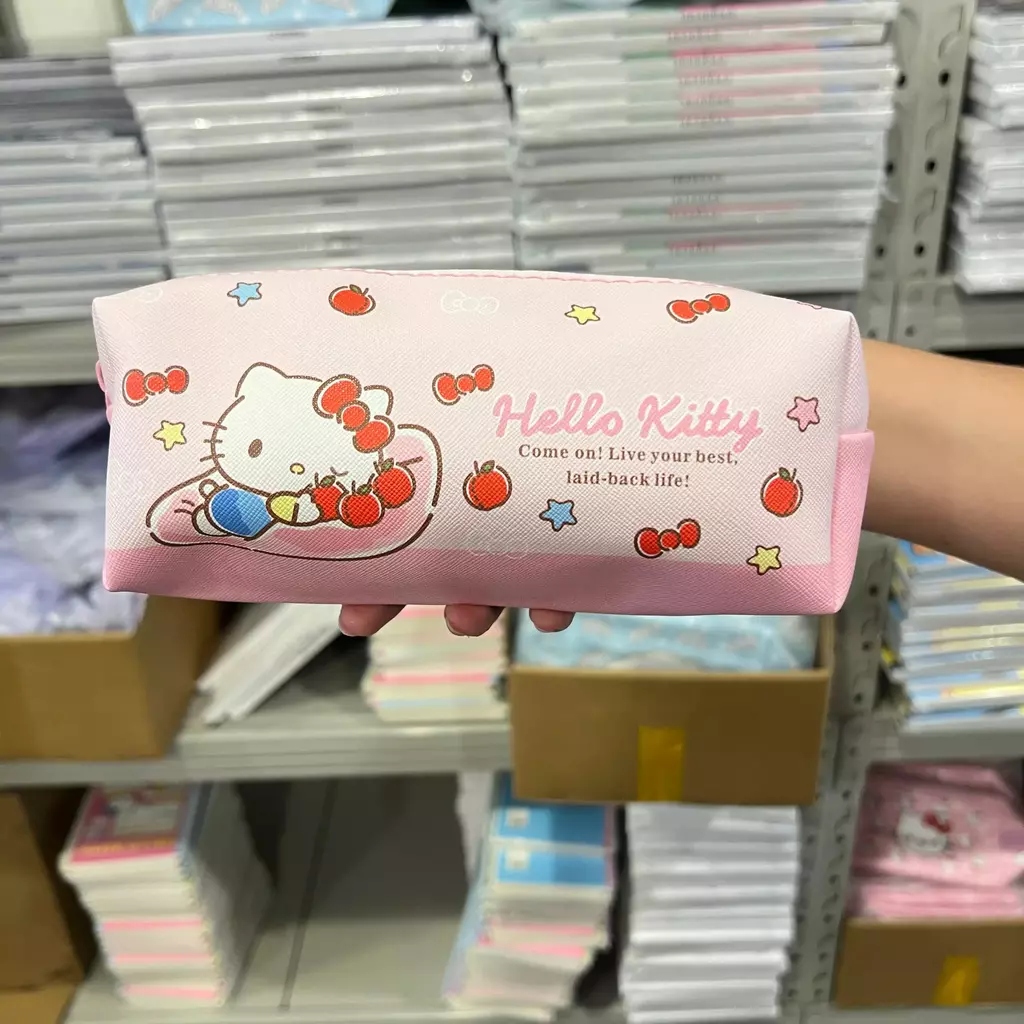 Hello Kitty
Come on! Live your best,
laid-back life!